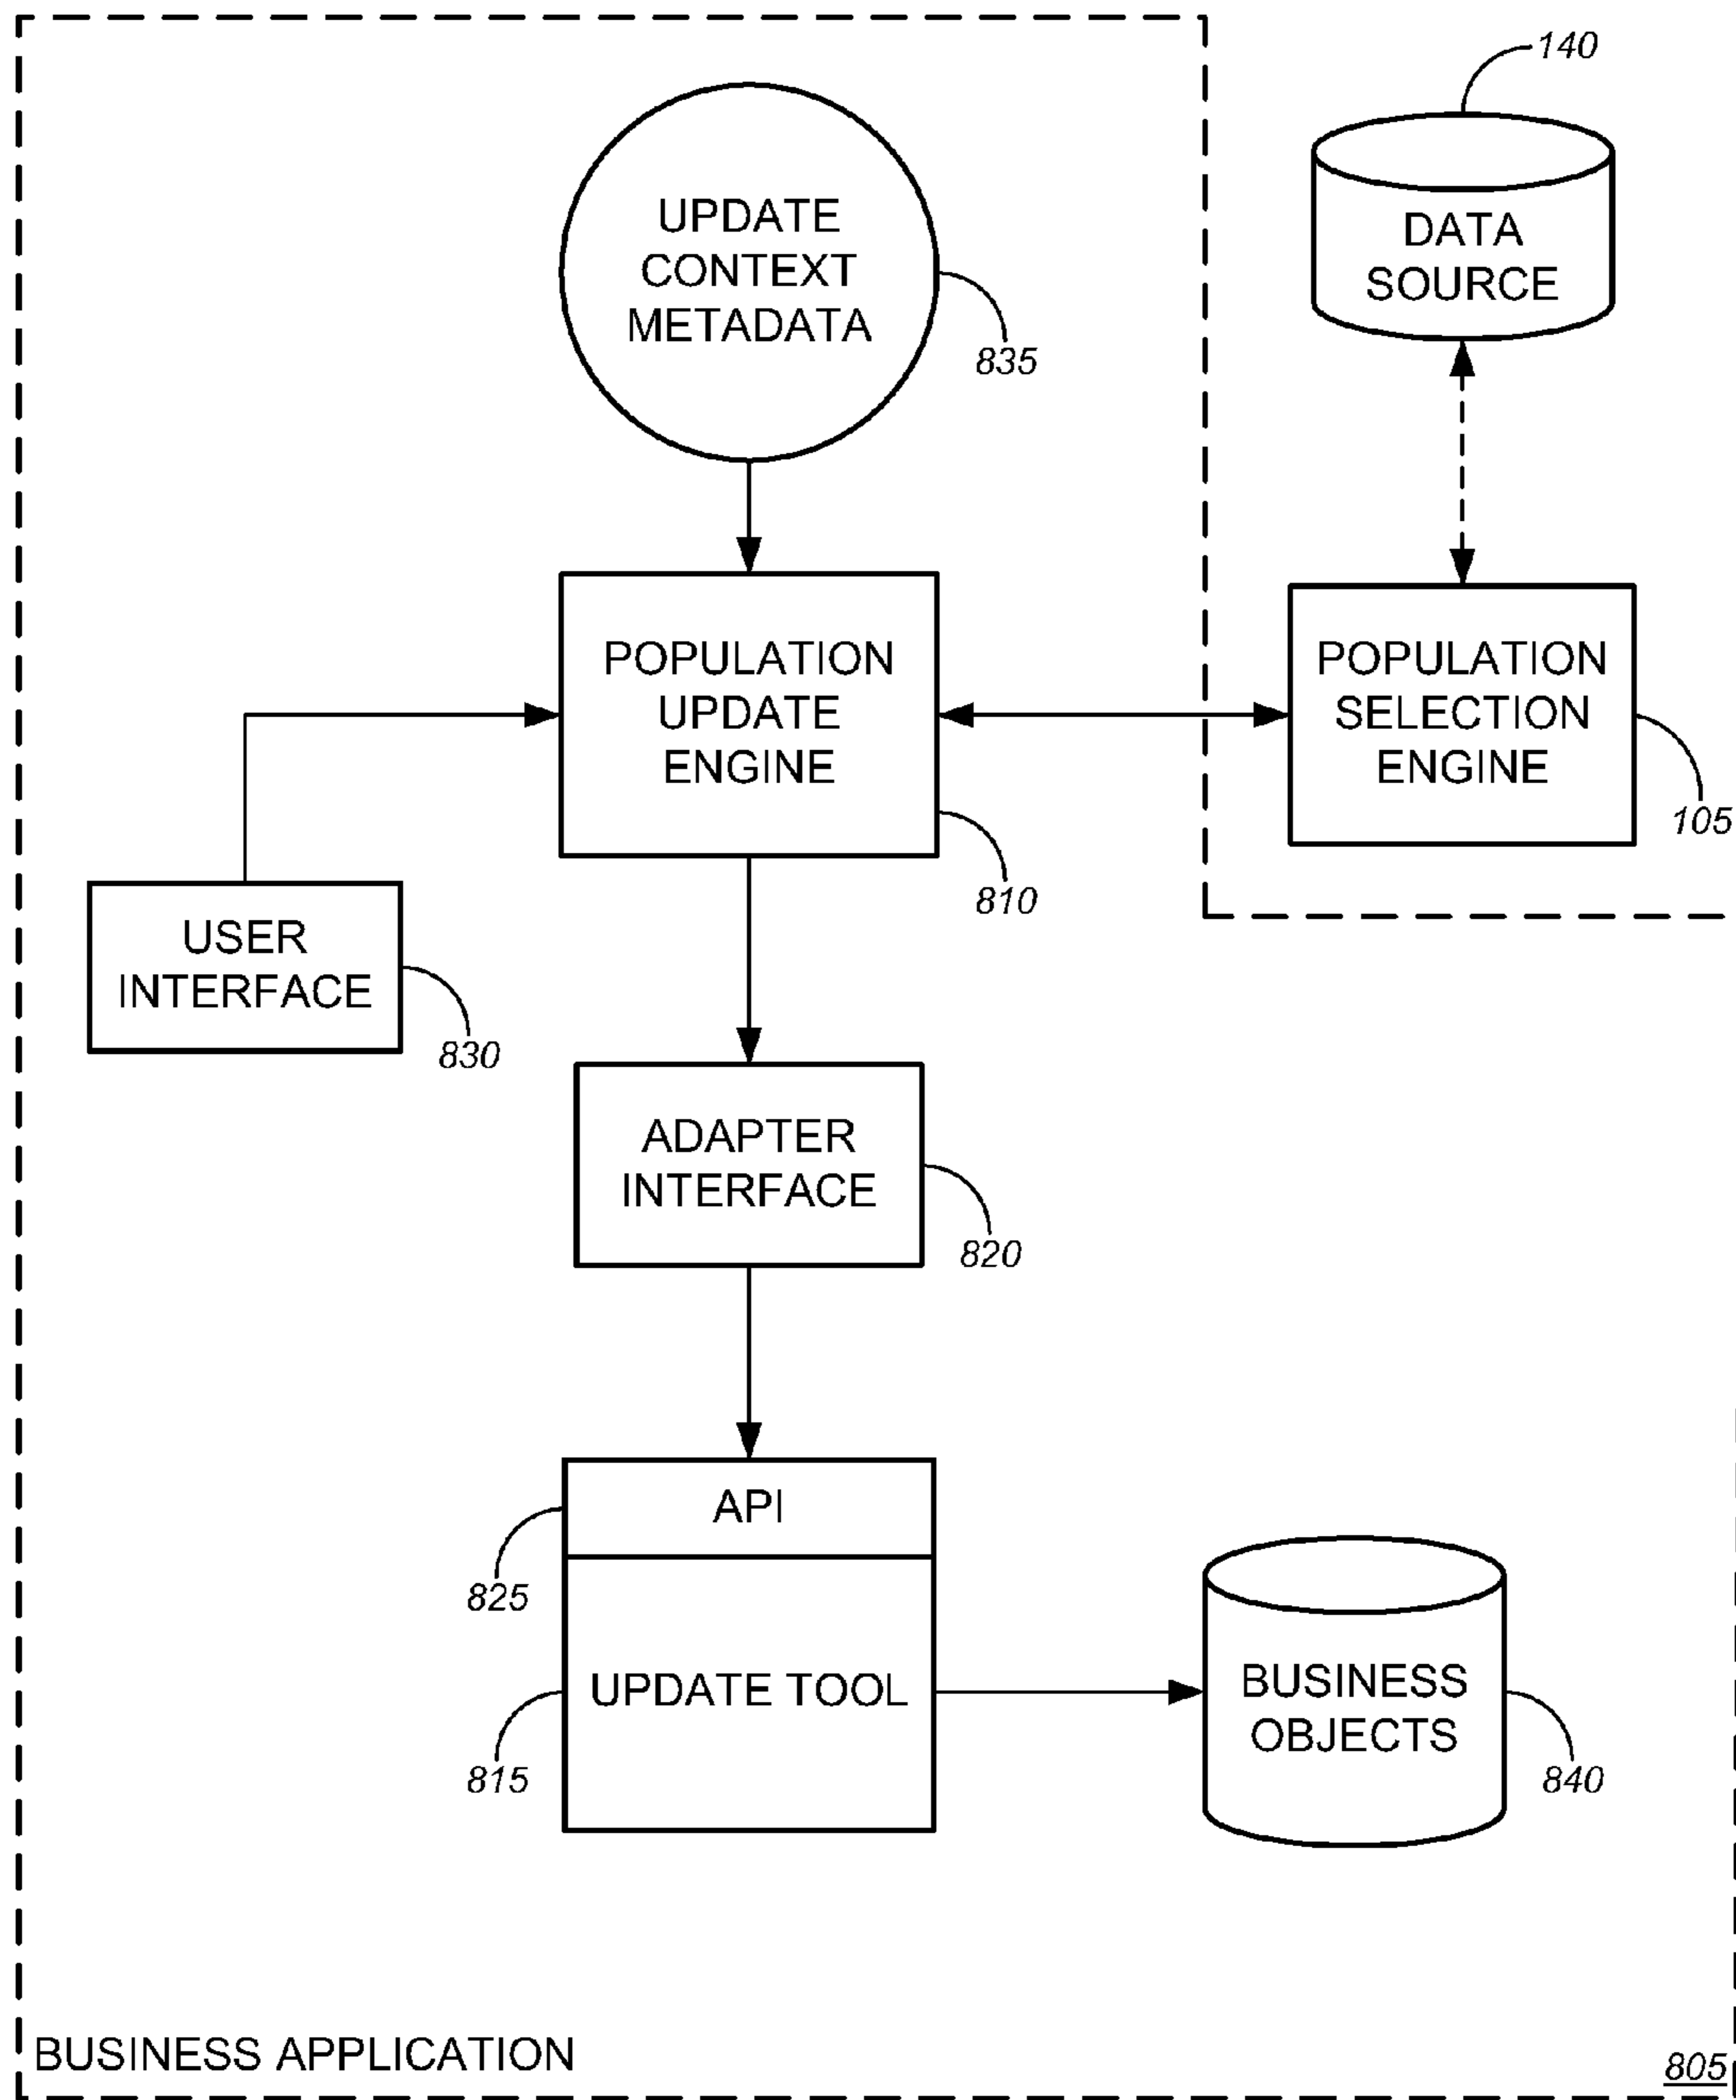 140
UPDATE
CONTEXT
METADATA
835
DATA
SOURCE
POPULATION
UPDATE
ENGINE
810
POPULATION
SELECTION
ENGINE
105
USER
INTERFACE
830
ADAPTER
INTERFACE
820
API
825
UPDATE TOOL
815
BUSINESS
OBJECTS
840
BUSINESS APPLICATION
805